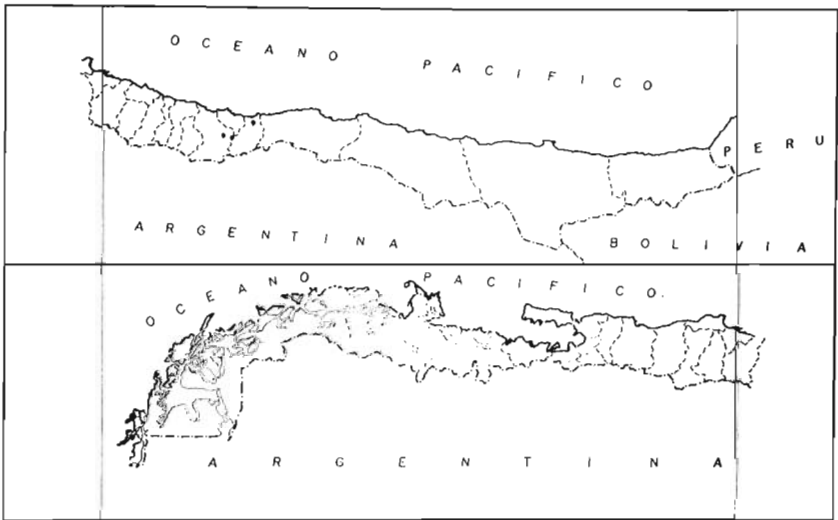 OCEANO PACIFICO
PERU
ARGENTINA
BOLIVIA
OCEANO PACIFICO.
ARGENTINA